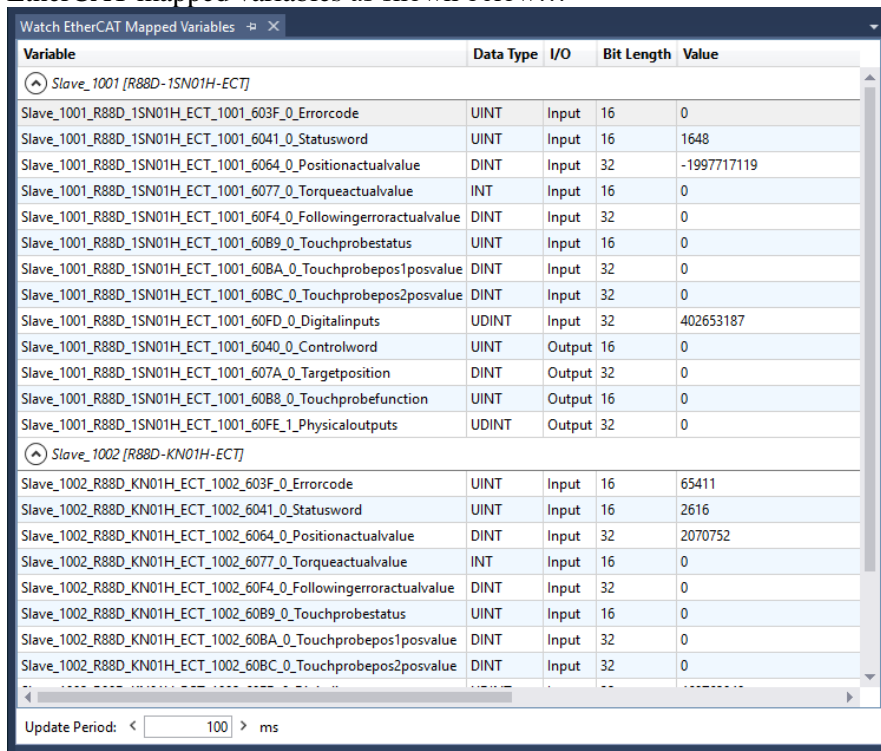 Watch EtherCAT Mapped Variables
Variable Data Type I/O Bit Length Value
Slave_1001 [R88D-1SN01H-ECT]
Slave_1001_R88D_1SN01H_ECT_1001_603F_0_Errorcode UINT Input 16 0
Slave_1001_R88D_1SN01H_ECT_1001_6041_0_Statusword UINT Input 16 1648
Slave_1001_R88D_1SN01H_ECT_1001_6064_0_Positionactualvalue DINT Input 32 -1997717119
Slave_1001_R88D_1SN01H_ECT_1001_6077_0_Torqueactualvalue INT Input 16 0
Slave_1001_R88D_1SN01H_ECT_1001_60F4_0_Followingerroractualvalue DINT Input 32 0
Slave_1001_R88D_1SN01H_ECT_1001_60B9_0_Touchprobestatus UINT Input 16 0
Slave_1001_R88D_1SN01H_ECT_1001_60BA_0_Touchprobepos1posvalue DINT Input 32 0
Slave_1001_R88D_1SN01H_ECT_1001_60BC_0_Touchprobepos2posvalue DINT Input 32 0
Slave_1001_R88D_1SN01H_ECT_1001_60FD_0_Digitalinputs UDINT Input 32 402653187
Slave_1001_R88D_1SN01H_ECT_1001_6040_0_Controlword UINT Output 16 0
Slave_1001_R88D_1SN01H_ECT_1001_607A_0_Targetposition DINT Output 32 0
Slave_1001_R88D_1SN01H_ECT_1001_60B8_0_Touchprobefunction UINT Output 16 0
Slave_1001_R88D_1SN01H_ECT_1001_60FE_1_Physicaloutputs UDINT Output 32 0
Slave_1002 [R88D-KN01H-ECT]
Slave_1002_R88D_KN01H_ECT_1002_603F_0_Errorcode UINT Input 16 65411
Slave_1002_R88D_KN01H_ECT_1002_6041_0_Statusword UINT Input 16 2616
Slave_1002_R88D_KN01H_ECT_1002_6064_0_Positionactualvalue DINT Input 32 2070752
Slave_1002_R88D_KN01H_ECT_1002_6077_0_Torqueactualvalue INT Input 16 0
Slave_1002_R88D_KN01H_ECT_1002_60F4_0_Followingerroractualvalue DINT Input 32 0
Slave_1002_R88D_KN01H_ECT_1002_60B9_0_Touchprobestatus UINT Input 16 0
Slave_1002_R88D_KN01H_ECT_1002_60BA_0_Touchprobepos1posvalue DINT Input 32 0
Slave_1002_R88D_KN01H_ECT_1002_60BC_0_Touchprobepos2posvalue DINT Input 32 0
Update Period: < 100 > ms